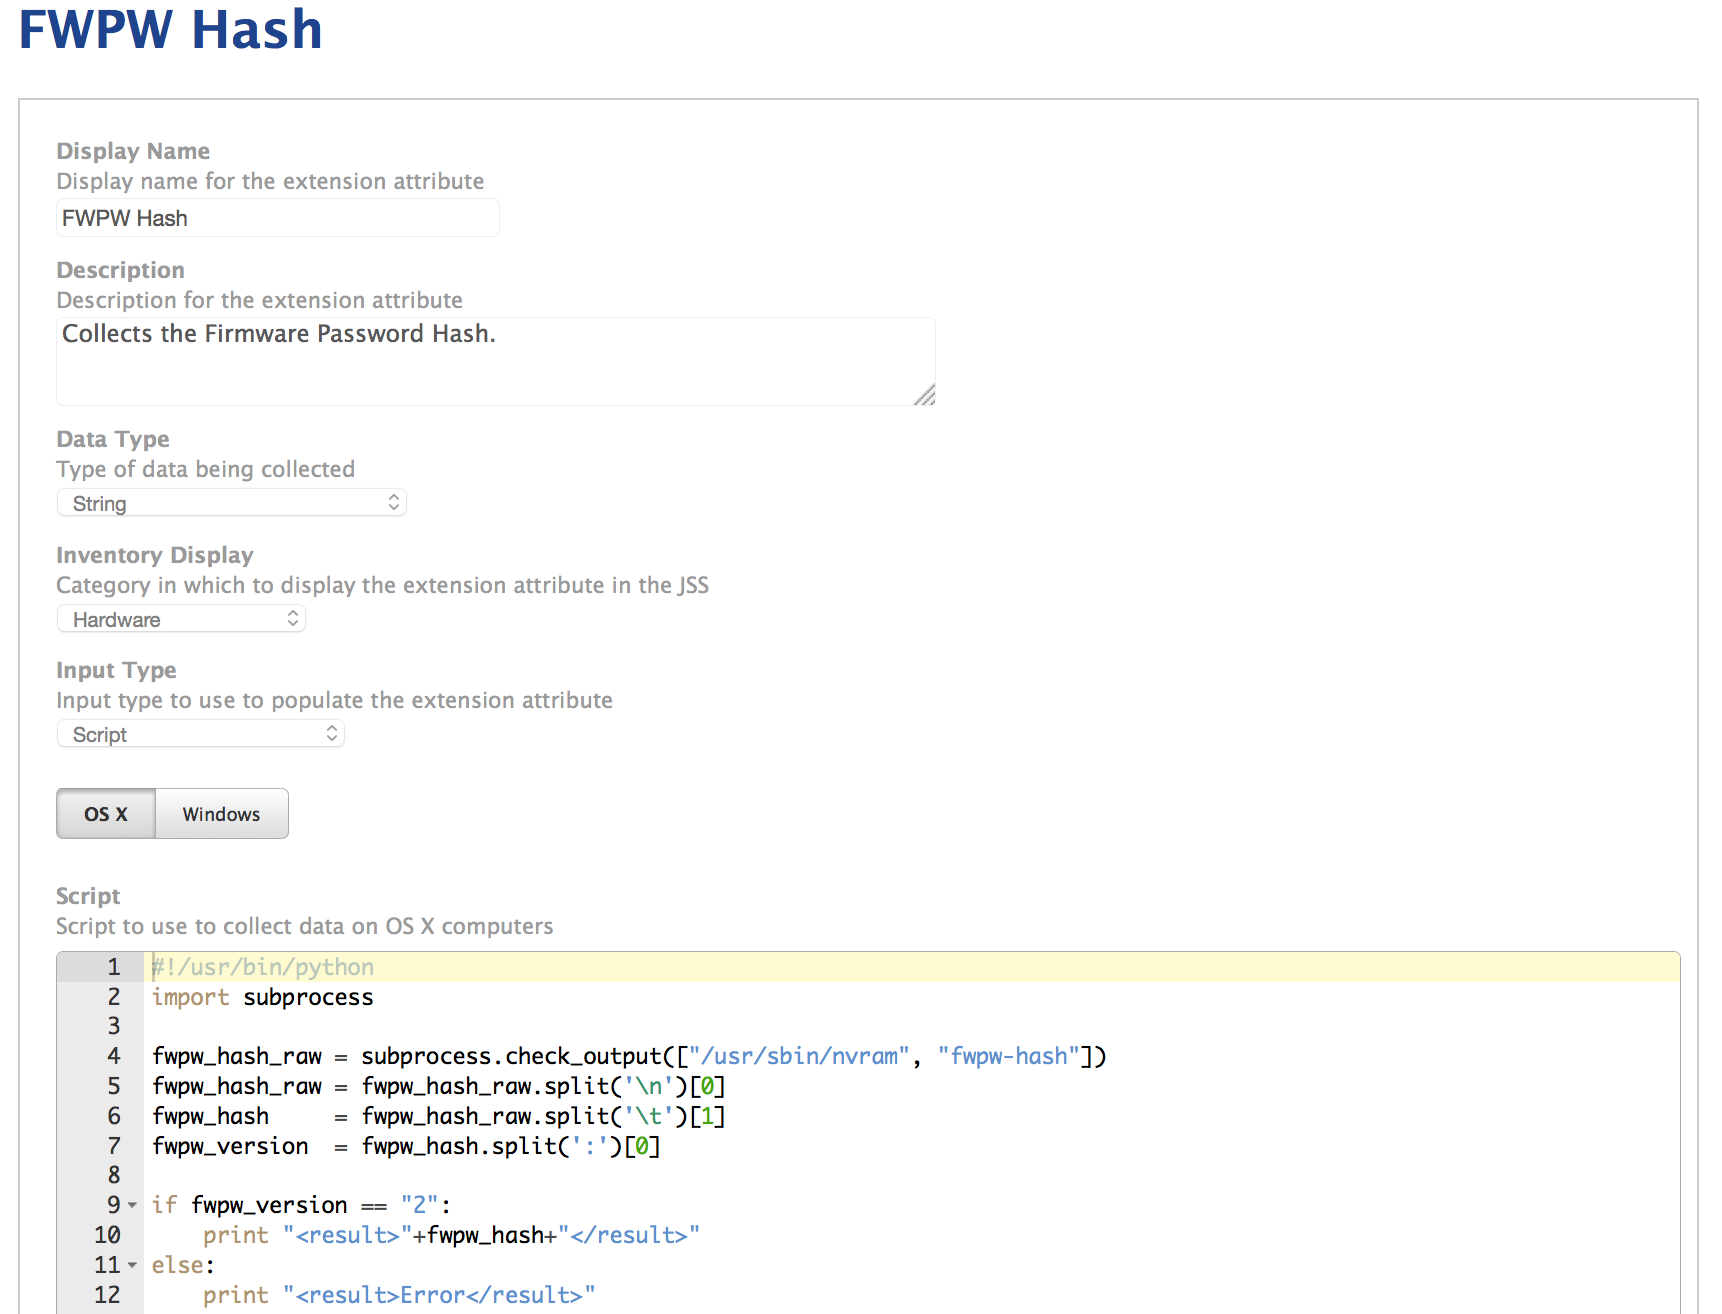 FWPW Hash
Display Name
Display name for the extension attribute
FWPW Hash
Description
Description for the extension attribute
Collects the Firmware Password Hash.
Data Type
Type of data being collected
String
Inventory Display
Category in which to display the extension attribute in the JSS
Hardware
Input Type
Input type to use to populate the extension attribute
Script
OS X Windows
Script
Script to use to collect data on OS X computers
1 #!/usr/bin/python
2 import subprocess
3
4 fwpw_hash_raw = subprocess.check_output(["/usr/sbin/nvram", "fwpw-hash"])
5 fwpw_hash_raw = fwpw_hash_raw.split('\n')[0]
6 fwpw_hash     = fwpw_hash_raw.split('\t')[1]
7 fwpw_version  = fwpw_hash.split(':')[0]
8
9 if fwpw_version == "2":
10     print "<result>"+fwpw_hash+"</result>"
11 else:
12     print "<result>Error</result>"